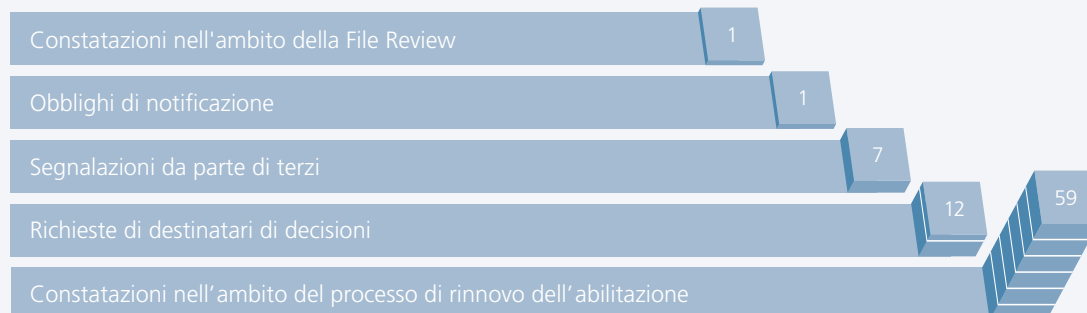 Constatazioni nell'ambito della File Review 1
Obblighi di notificazione 1
Segnalazioni da parte di terzi 7
Richieste di destinatari di decisioni 12
Constatazioni nell’ambito del processo di rinnovo dell’abilitazione 59